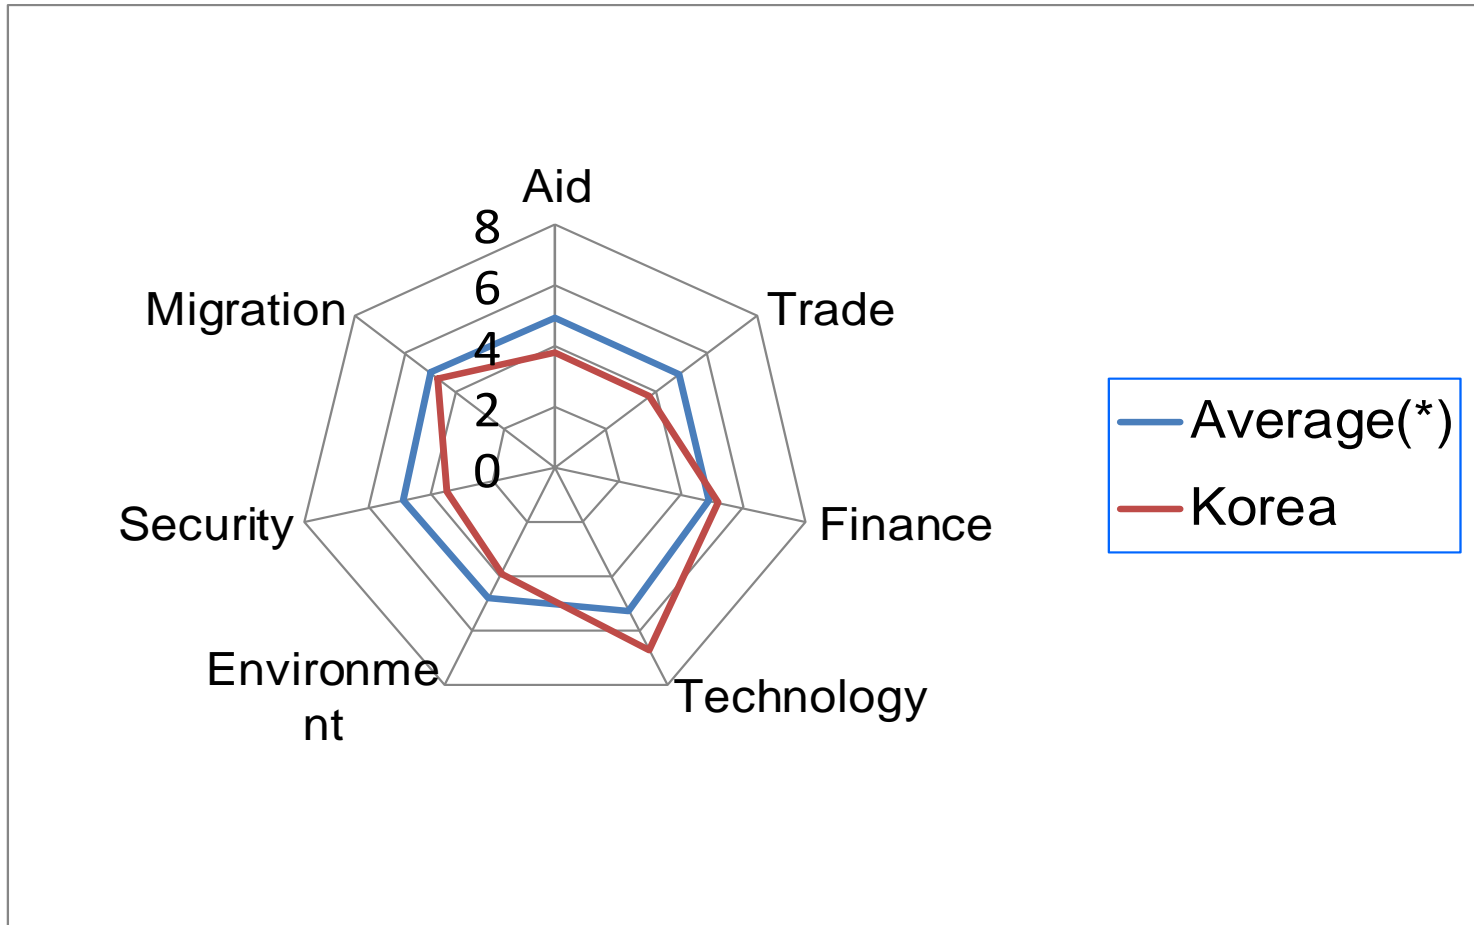 Aid
8
6
4
2
0
Migration
Trade
Security
Finance
Environme
nt
Technology
Average(*)
Korea